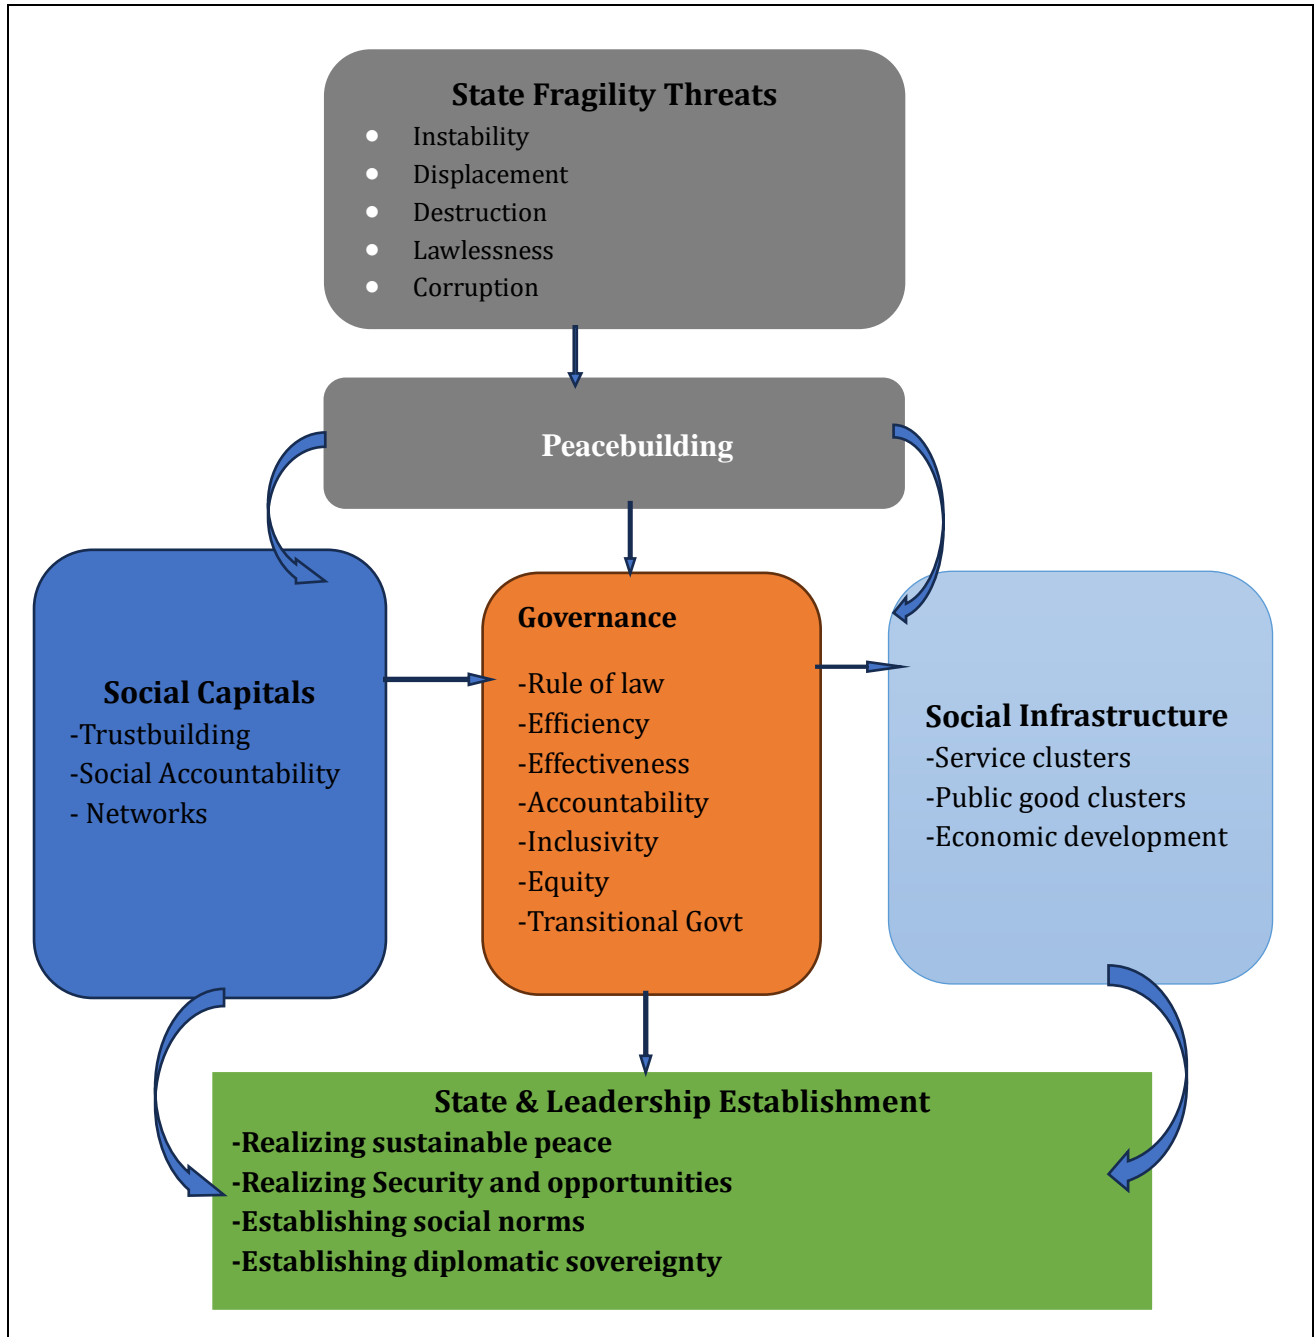 State Fragility Threats
Instability
Displacement
Destruction
Lawlessness
Corruption
Peacebuilding
Social Capitals
-Trustbuilding
-Social Accountability
- Networks
Governance
-Rule of law
-Efficiency
-Effectiveness
-Accountability
-Inclusivity
-Equity
-Transitional Govt
Social Infrastructure
-Service clusters
-Public good clusters
-Economic development
State & Leadership Establishment
-Realizing sustainable peace
-Realizing Security and opportunities
-Establishing social norms
-Establishing diplomatic sovereignty